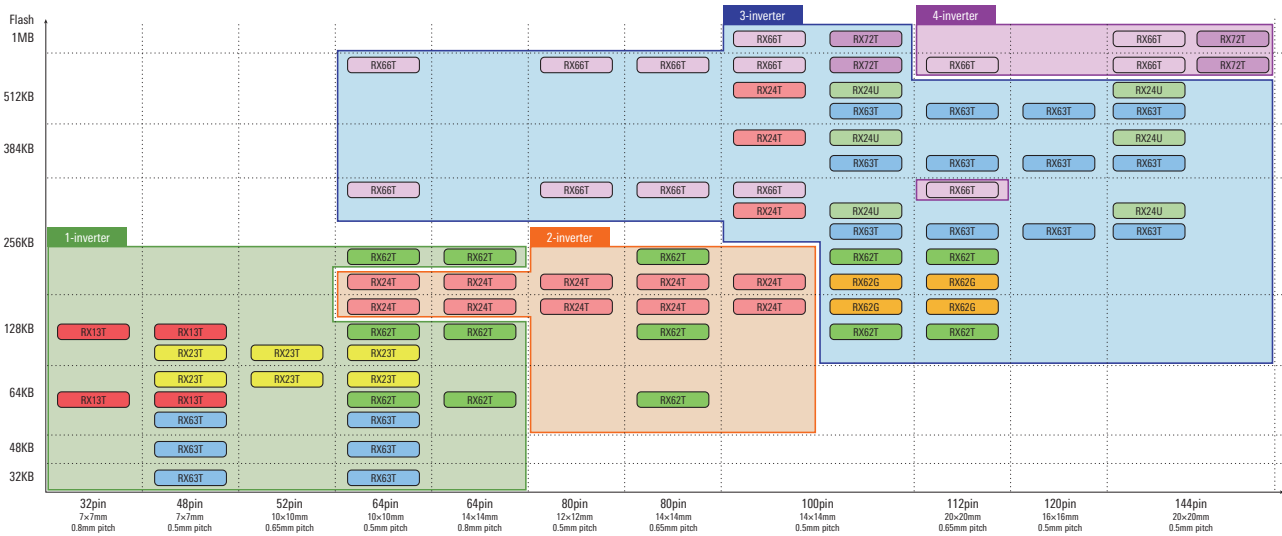 Flash
3-inverter
4-inverter
1MB
RX66T RX72T RX66T RX72T
RX66T RX66T RX66T RX66T RX72T RX66T RX66T RX72T
512KB
RX24T RX24U RX24U
RX63T RX63T RX63T RX63T
384KB
RX24T RX24U RX24U
RX63T RX63T RX63T RX63T
RX66T RX66T RX66T RX66T RX66T
RX24T RX24U RX24U
RX63T RX63T RX63T RX63T
256KB
1-inverter
2-inverter
RX62T RX62T RX62T RX62T RX62T
RX24T RX24T RX24T RX24T RX24T RX62G RX62G
RX24T RX24T RX24T RX24T RX24T RX62G RX62G
128KB
RX13T RX13T RX62T RX62T RX62T RX62T RX62T
RX23T RX23T RX23T
RX23T RX23T RX23T
64KB
RX13T RX13T RX62T RX62T RX62T
RX63T RX63T
48KB
RX63T RX63T
32KB
RX63T RX63T
32pin 48pin 52pin 64pin 64pin 80pin 80pin 100pin 112pin 120pin 144pin
7×7mm 7×7mm 10×10mm 10×10mm 14×14mm 12×12mm 14×14mm 14×14mm 20×20mm 16×16mm 20×20mm
0.8mm pitch 0.5mm pitch 0.65mm pitch 0.5mm pitch 0.8mm pitch 0.5mm pitch 0.65mm pitch 0.5mm pitch 0.65mm pitch 0.5mm pitch 0.5mm pitch